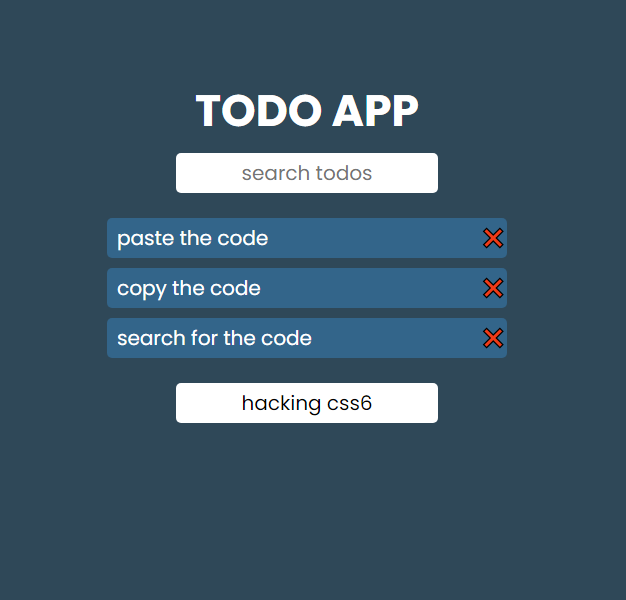 TODO APP
search todos
paste the code
copy the code
search for the code
hacking css6